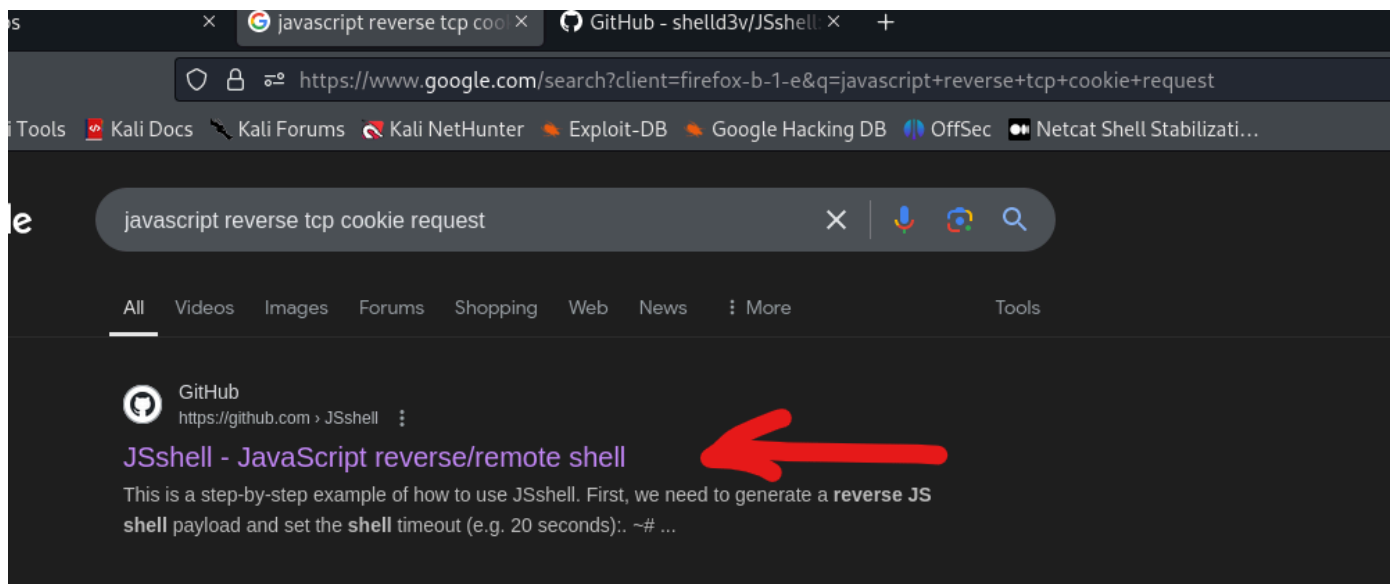 os × javascript reverse tcp cool × GitHub - shelld3v/JSshell: × +
https://www.google.com/search?client=firefox-b-1-e&q=javascript+reverse+tcp+cookie+request
i Tools Kali Docs Kali Forums Kali NetHunter Exploit-DB Google Hacking DB OffSec Netcat Shell Stabilizati…
le javascript reverse tcp cookie request
All Videos Images Forums Shopping Web News More Tools
GitHub
https://github.com › JSshell
JSshell - JavaScript reverse/remote shell
This is a step-by-step example of how to use JSshell. First, we need to generate a reverse JS
shell payload and set the shell timeout (e.g. 20 seconds):. ~# ...